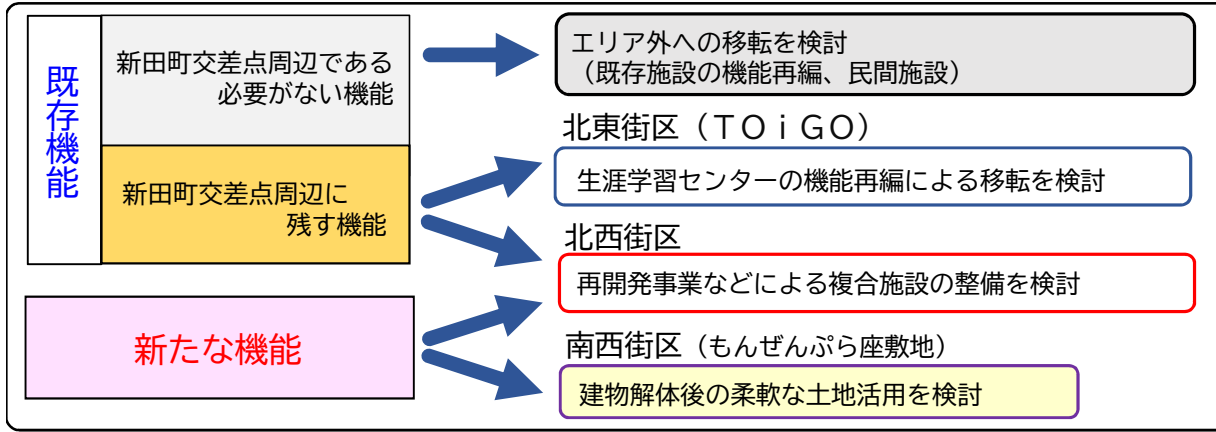 既存機能
新田町交差点周辺である
必要がない機能
エリア外への移転を検討
（既存施設の機能再編、民間施設）
新田町交差点周辺に
残す機能
北東街区（ＴＯｉＧＯ）
生涯学習センターの機能再編による移転を検討
北西街区
再開発事業などによる複合施設の整備を検討
新たな機能
南西街区（もんぜんぷら座敷地）
建物解体後の柔軟な土地活用を検討